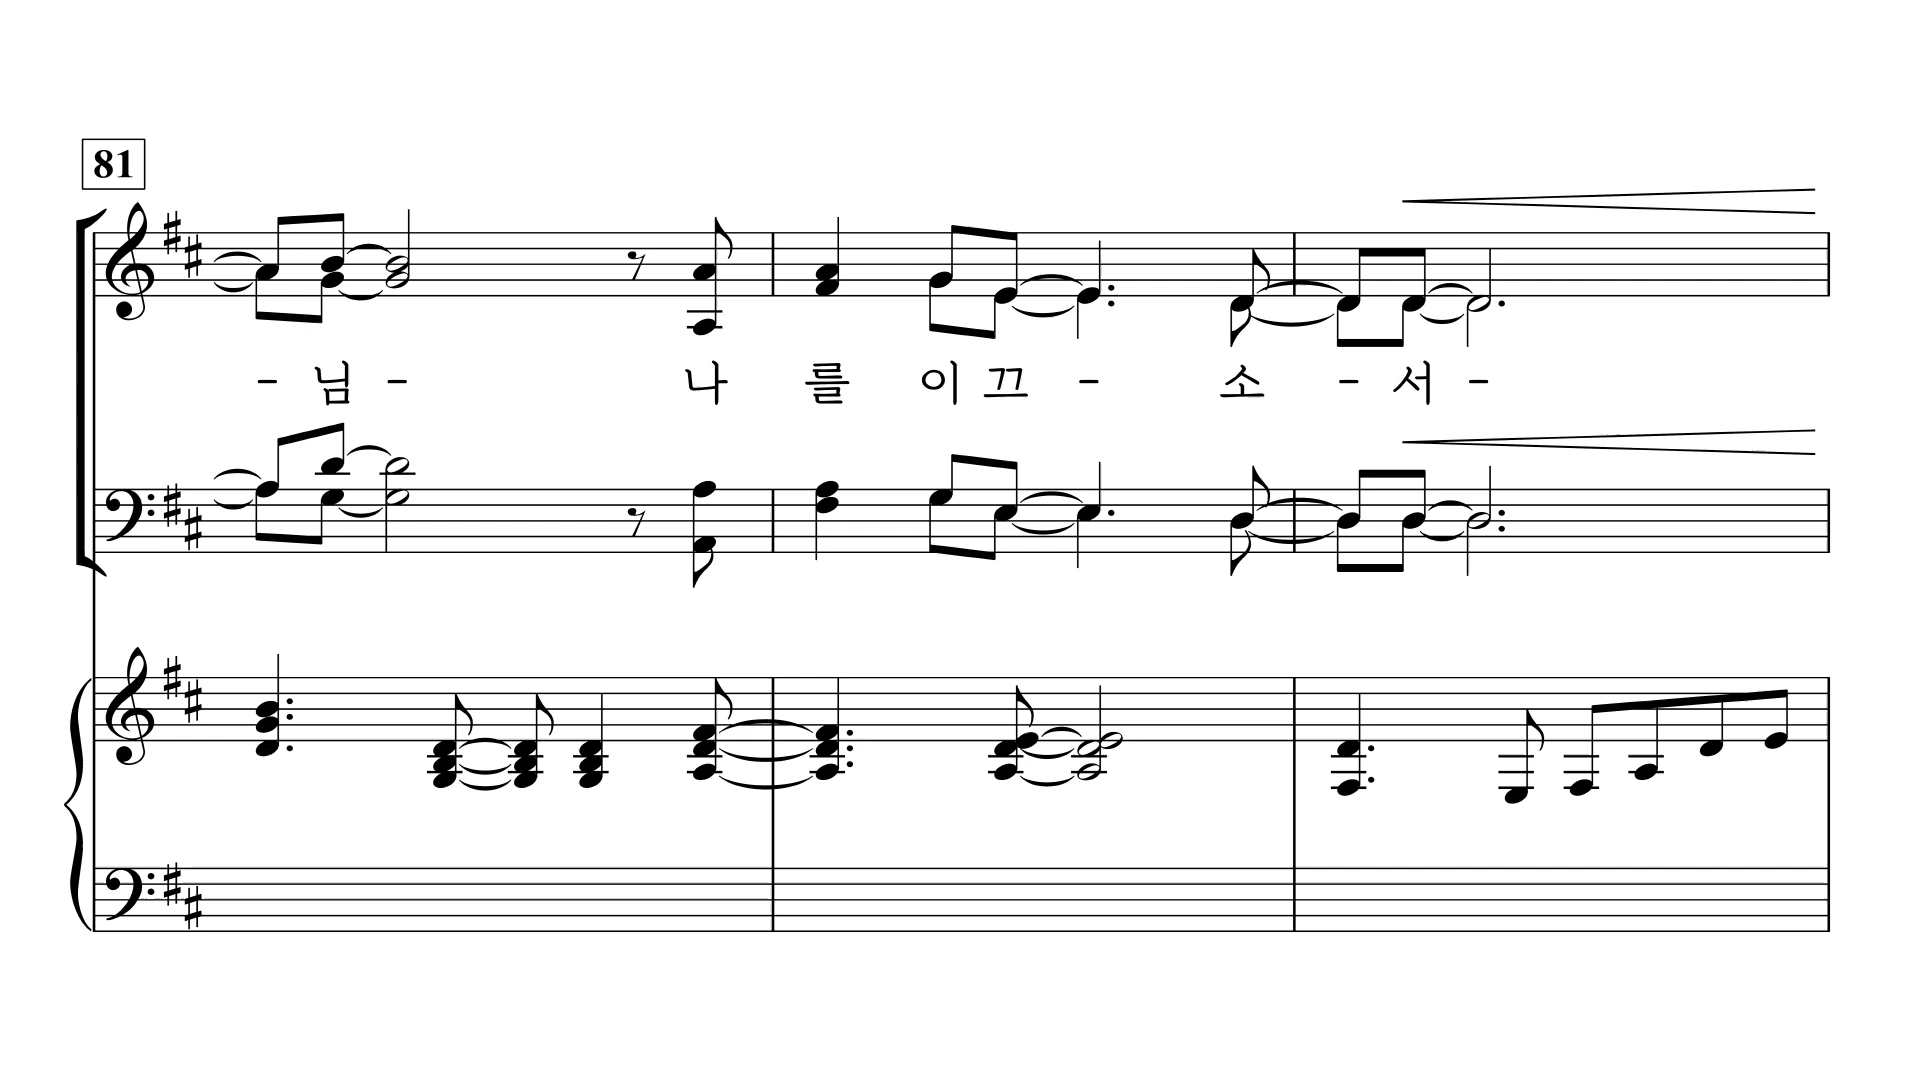 81
- 님 - 나 를 이 끄 - 소 - 서 -